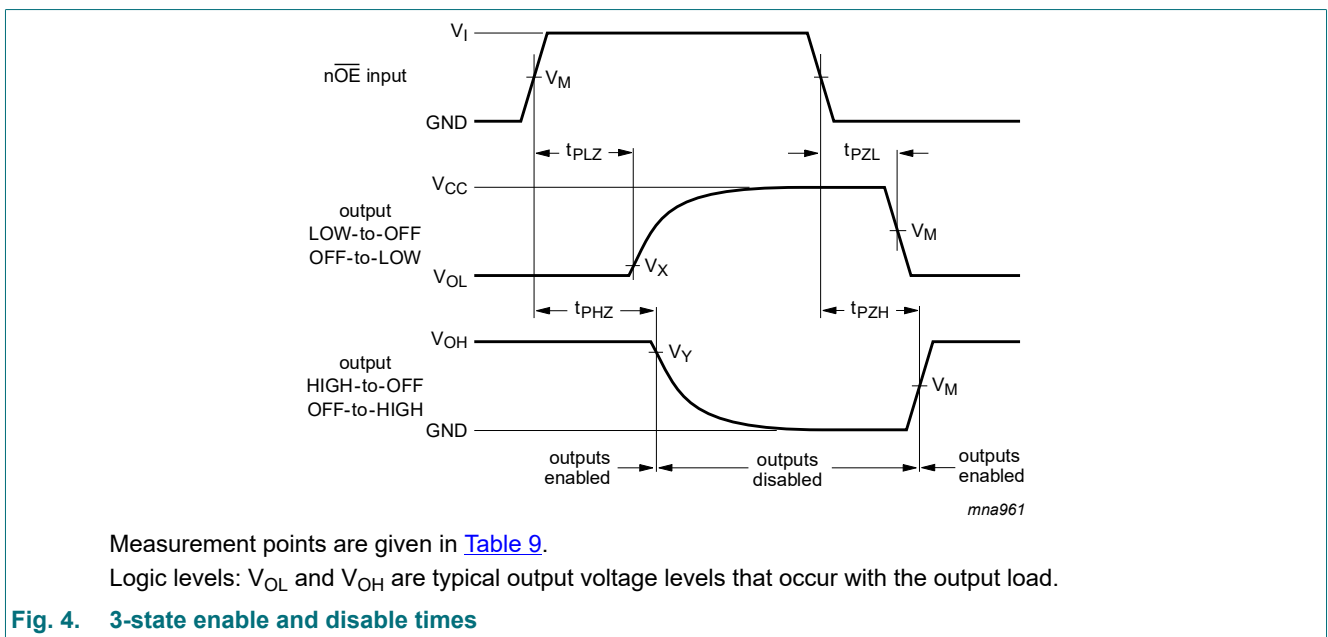 V_I
nOE input
V_M
GND
t_PLZ
t_PZL
V_CC
output
LOW-to-OFF
OFF-to-LOW
V_M
V_X
V_OL
t_PHZ
t_PZH
V_OH
V_Y
output
HIGH-to-OFF
OFF-to-HIGH
V_M
GND
outputs
enabled
outputs
disabled
outputs
enabled
mna961
Measurement points are given in Table 9.
Logic levels: V_OL and V_OH are typical output voltage levels that occur with the output load.
Fig. 4. 3-state enable and disable times